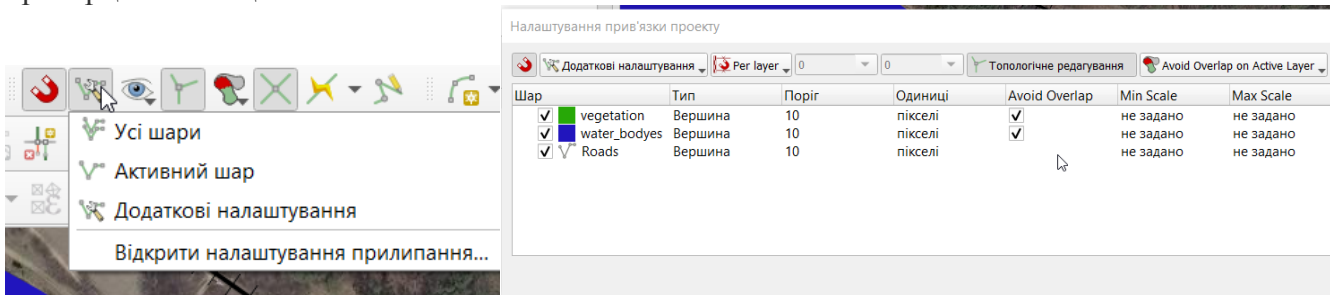 Усі шари
Активний шар
Додаткові налаштування
Відкрити налаштування прилипання...
Налаштування прив'язки проекту
Додаткові налаштування Per layer 0 0 Топологічне редагування Avoid Overlap on Active Layer
Шар Тип Поріг Одиниці Avoid Overlap Min Scale Max Scale
vegetation Вершина 10 пікселі не задано не задано
water_bodyes Вершина 10 пікселі не задано не задано
Roads Вершина 10 пікселі не задано не задано